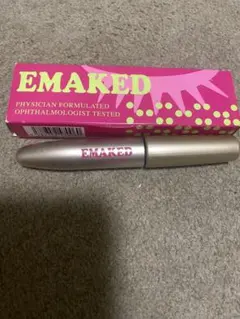 EMAKED
PHYSICIAN FORMULATED
OPHTHALMOLOGIST TESTED
EMAKED